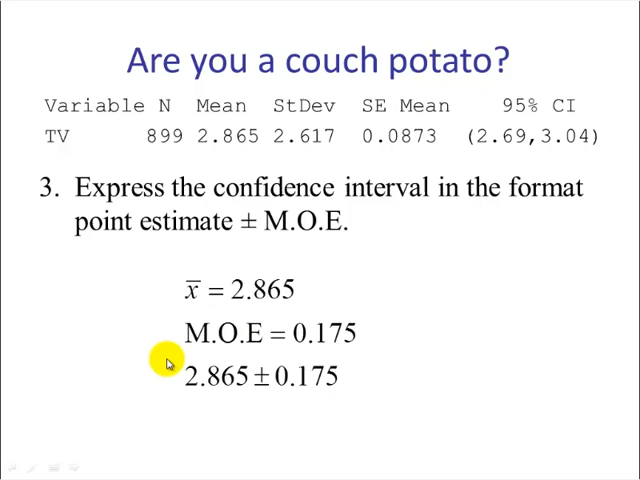 Are you a couch potato?
Variable N Mean StDev SE Mean 95% CI
TV 899 2.865 2.617 0.0873 (2.69,3.04)
3. Express the confidence interval in the format
point estimate ± M.O.E.
x̅ = 2.865
M.O.E = 0.175
2.865 ± 0.175